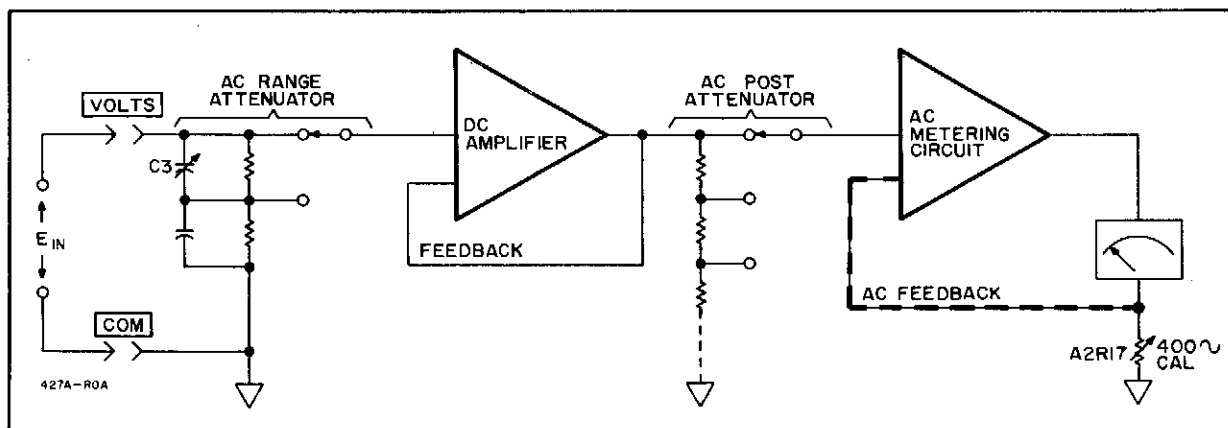 VOLTS
AC RANGE
ATTENUATOR
C3
E IN
COM
427A-ROA
DC
AMPLIFIER
FEEDBACK
AC POST
ATTENUATOR
AC
METERING
CIRCUIT
AC FEEDBACK
A2R17
400~
CAL